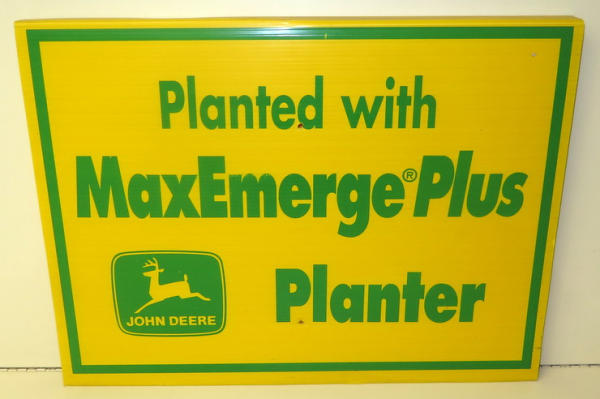 Planted with
MaxEmerge® Plus
Planter
JOHN DEERE